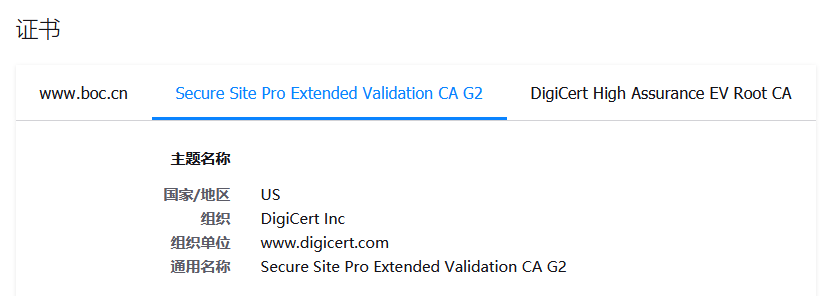 证书
www.boc.cn Secure Site Pro Extended Validation CA G2 DigiCert High Assurance EV Root CA
主题名称
国家/地区 US
组织 DigiCert Inc
组织单位 www.digicert.com
通用名称 Secure Site Pro Extended Validation CA G2